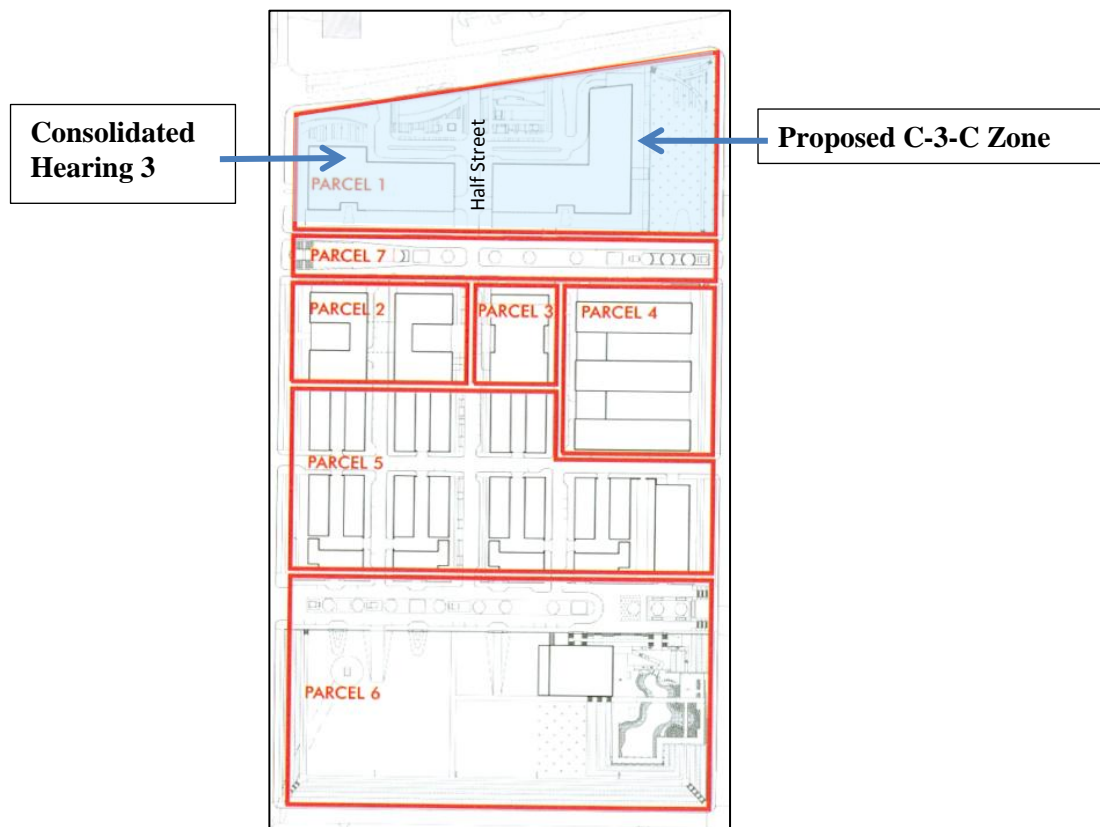 Consolidated
Hearing 3
Half Street
Proposed C-3-C Zone
PARCEL 1
PARCEL 7
PARCEL 2
PARCEL 3
PARCEL 4
PARCEL 5
PARCEL 6